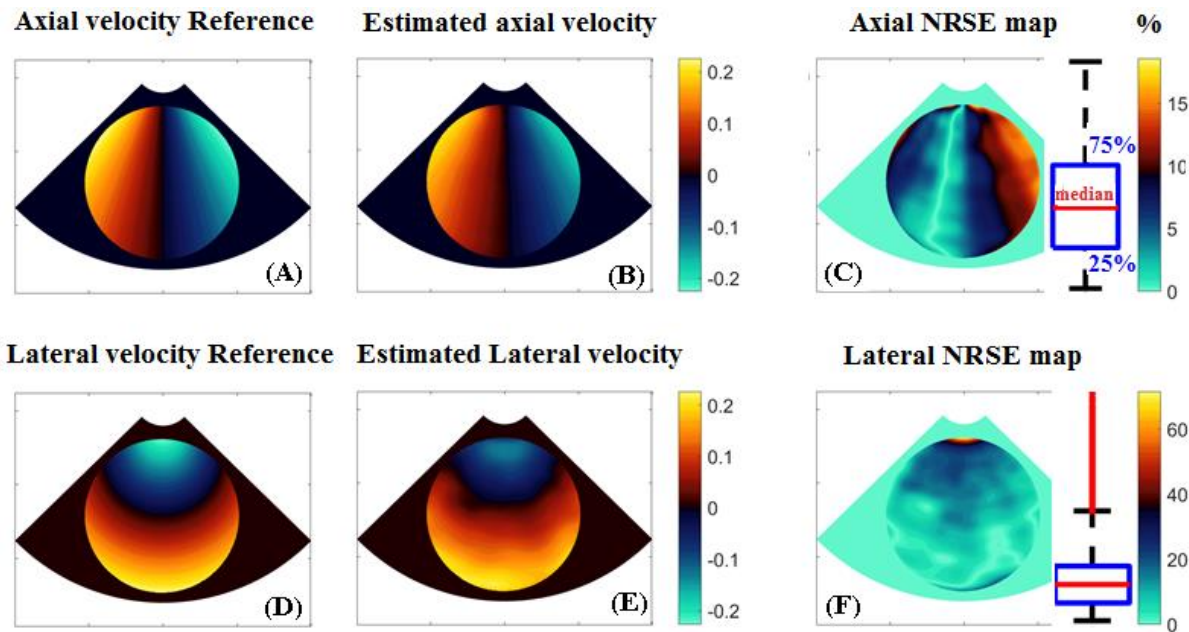 Axial velocity Reference
Estimated axial velocity
Axial NRSE map
%
0.2
0.1
0
-0.1
-0.2
15
10
5
0
75%
median
25%
(A)
(B)
(C)
Lateral velocity Reference
Estimated Lateral velocity
Lateral NRSE map
0.2
0.1
0
-0.1
-0.2
60
40
20
0
(D)
(E)
(F)